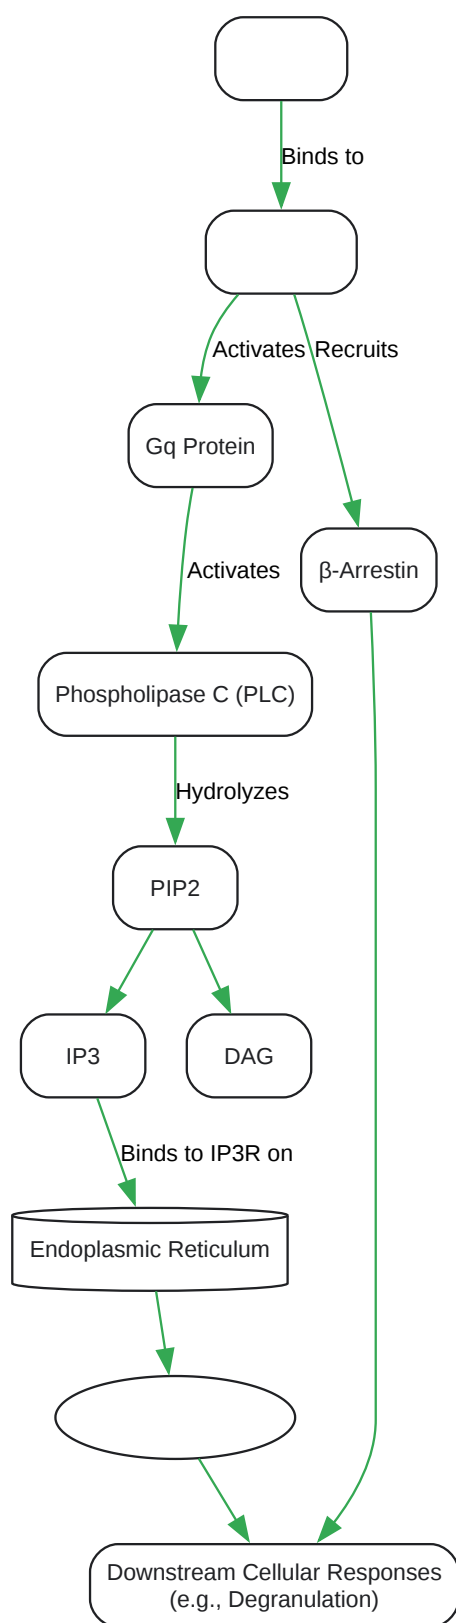 Binds to
Activates
Recruits
Gq Protein
β-Arrestin
Activates
Phospholipase C (PLC)
Hydrolyzes
PIP2
IP3
DAG
Binds to IP3R on
Endoplasmic Reticulum
Downstream Cellular Responses
(e.g., Degranulation)